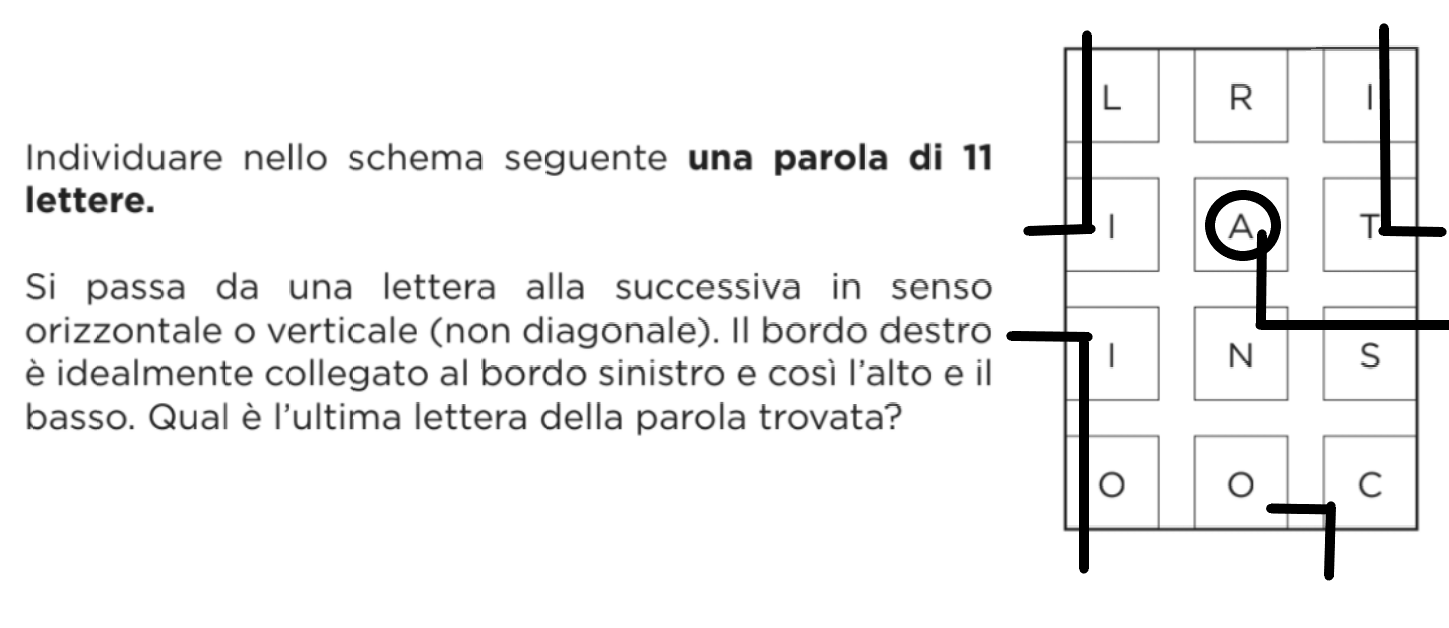 Individuare nello schema seguente una parola di 11
lettere.
Si passa da una lettera alla successiva in senso
orizzontale o verticale (non diagonale). Il bordo destro
è idealmente collegato al bordo sinistro e così l'alto e il
basso. Qual è l'ultima lettera della parola trovata?
L R I
I A T
I N S
O O C